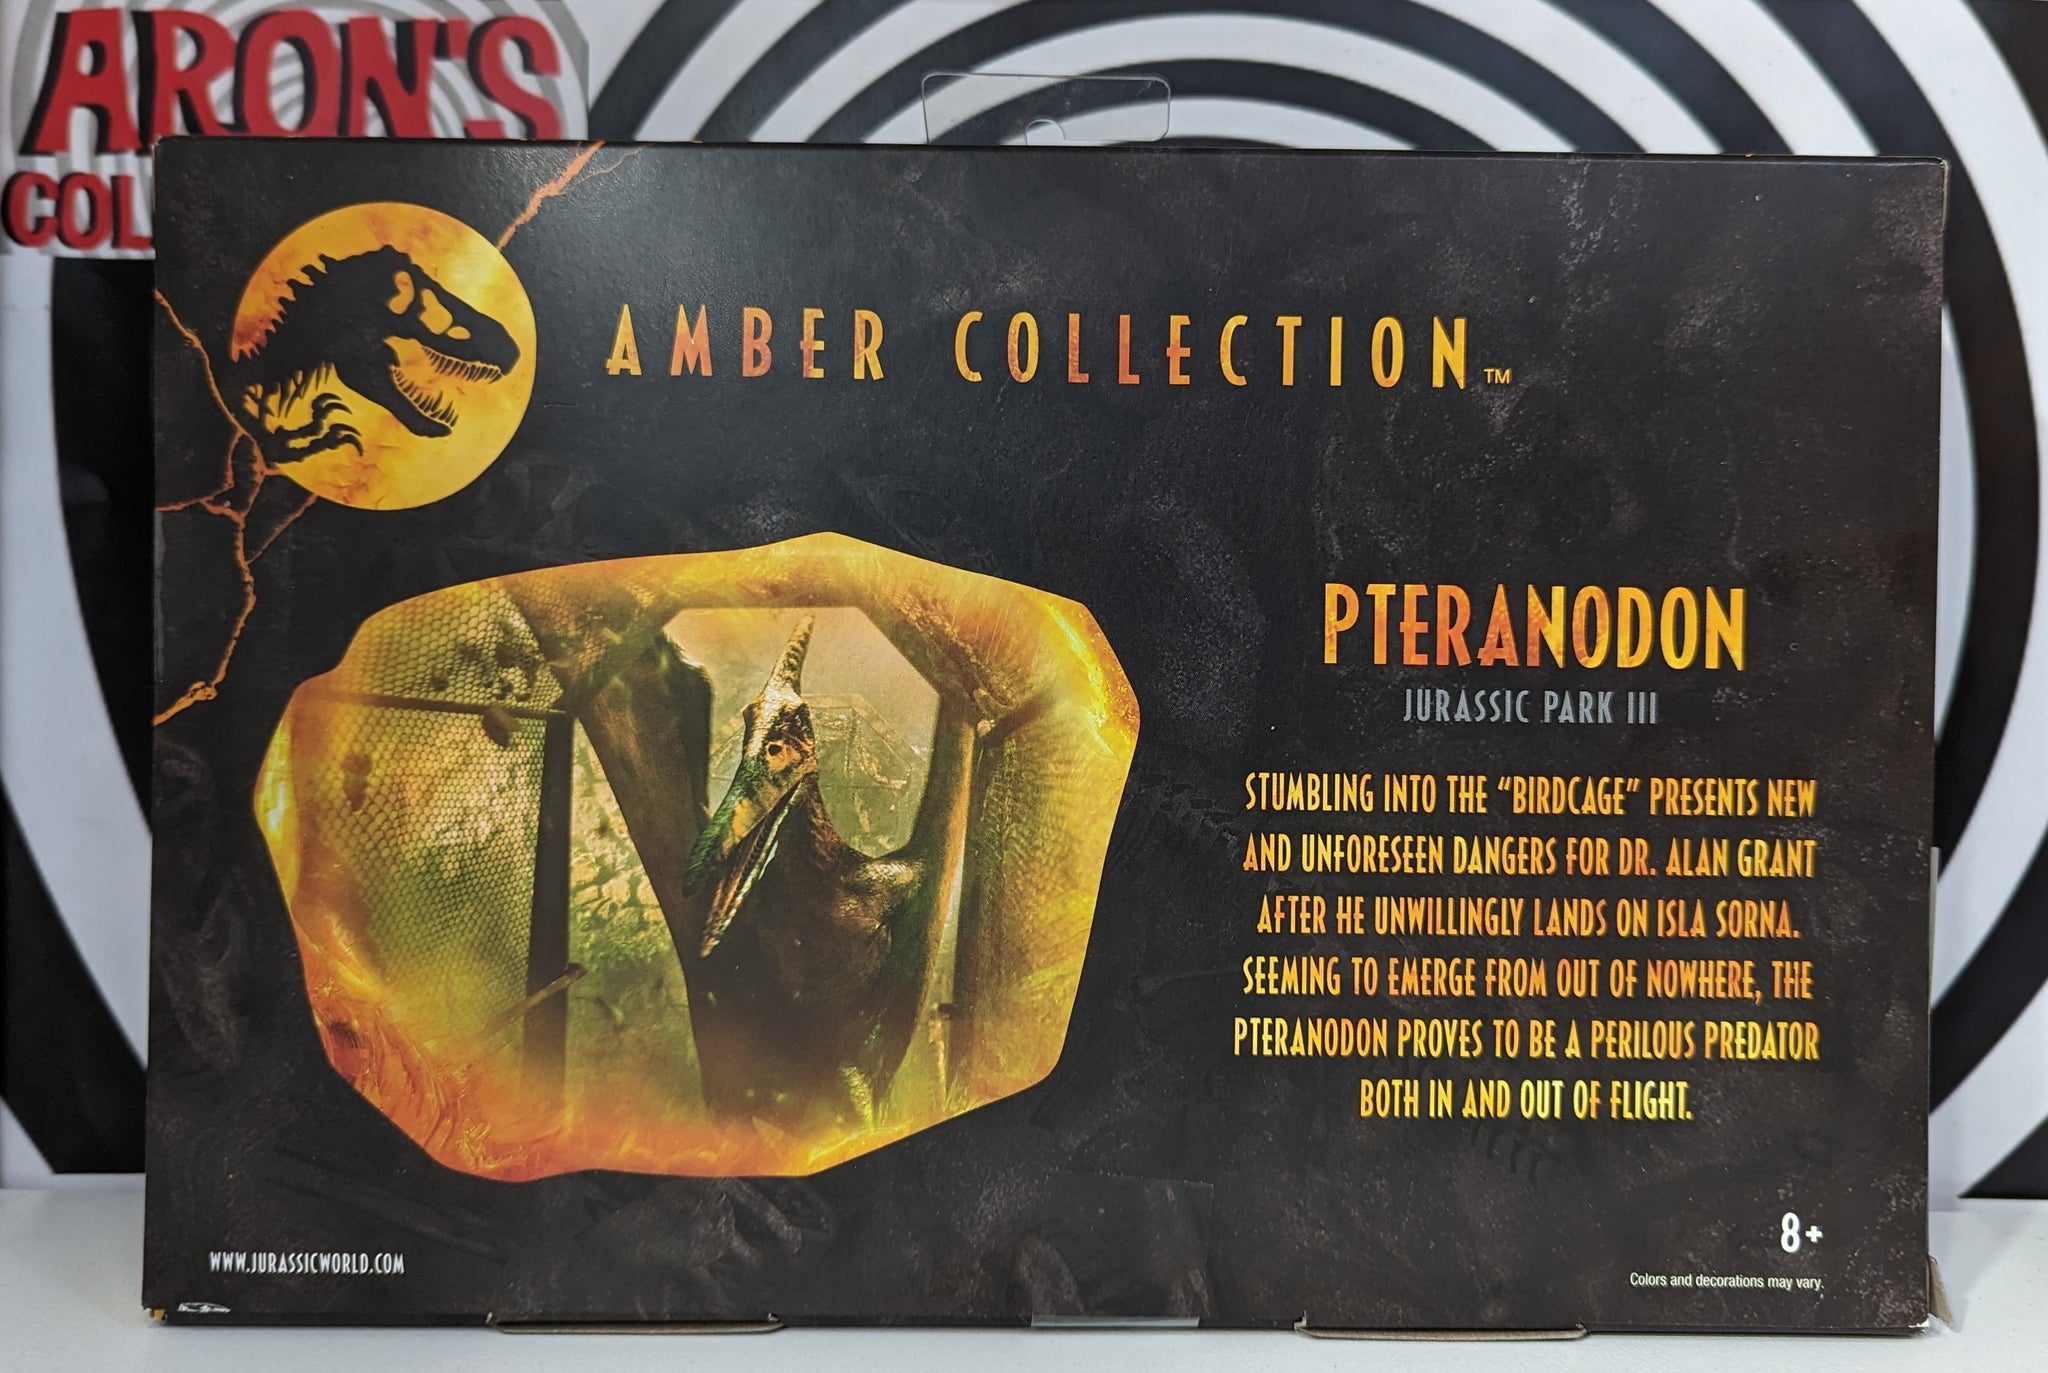 ARON'S
COL
AMBER COLLECTION™
PTERANODON
JURASSIC PARK III
STUMBLING INTO THE “BIRDCAGE” PRESENTS NEW
AND UNFORESEEN DANGERS FOR DR. ALAN GRANT
AFTER HE UNWILLINGLY LANDS ON ISLA SORNA.
SEEMING TO EMERGE FROM OUT OF NOWHERE, THE
PTERANODON PROVES TO BE A PERILOUS PREDATOR
BOTH IN AND OUT OF FLIGHT.
8+
WWW.JURASSICWORLD.COM
Colors and decorations may vary.